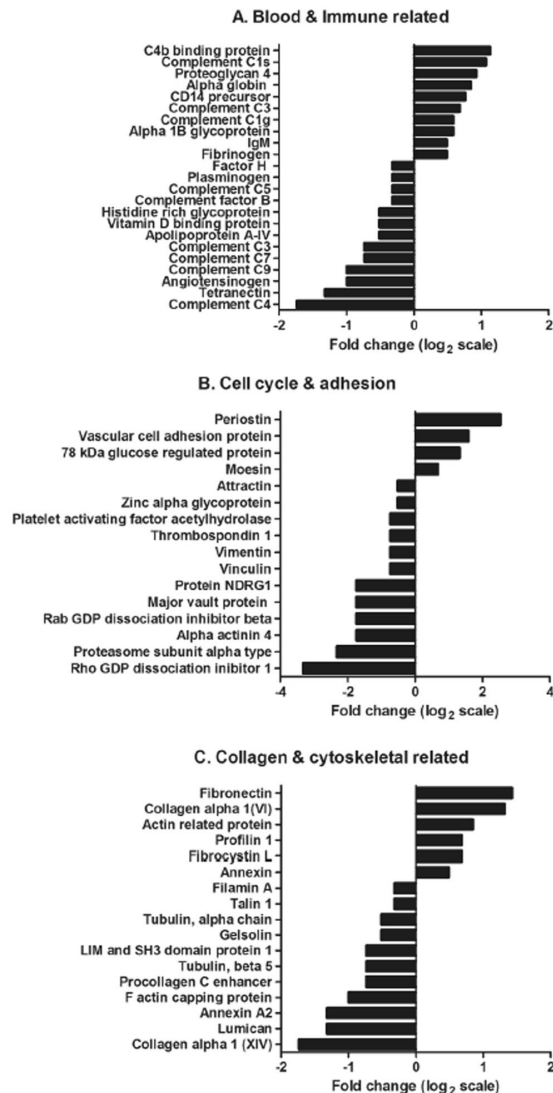 A. Blood & Immune related
C4b binding protein
Complement C1s
Proteoglycan 4
Alpha globin
CD14 precursor
Complement C3
Complement C1g
Alpha 1B glycoprotein
IgM
Fibrinogen
Factor H
Plasminogen
Complement C5
Complement factor B
Histidine rich glycoprotein
Vitamin D binding protein
Apolipoprotein A-IV
Complement C3
Complement C7
Complement C9
Angiotensinogen
Tetranectin
Complement C4
-2 -1 0 1 2
Fold change (log2 scale)
B. Cell cycle & adhesion
Periostin
Vascular cell adhesion protein
78 kDa glucose regulated protein
Moesin
Attractin
Zinc alpha glycoprotein
Platelet activating factor acetylhydrolase
Thrombospondin 1
Vimentin
Vinculin
Protein NDRG1
Major vault protein
Rab GDP dissociation inhibitor beta
Alpha actinin 4
Proteasome subunit alpha type
Rho GDP dissociation inibitor 1
-4 -2 0 2 4
Fold change (log2 scale)
C. Collagen & cytoskeletal related
Fibronectin
Collagen alpha 1(VI)
Actin related protein
Profilin 1
Fibrocystin L
Annexin
Filamin A
Talin 1
Tubulin, alpha chain
Gelsolin
LIM and SH3 domain protein 1
Tubulin, beta 5
Procollagen C enhancer
F actin capping protein
Annexin A2
Lumican
Collagen alpha 1 (XIV)
-2 -1 0 1 2
Fold change (log2 scale)